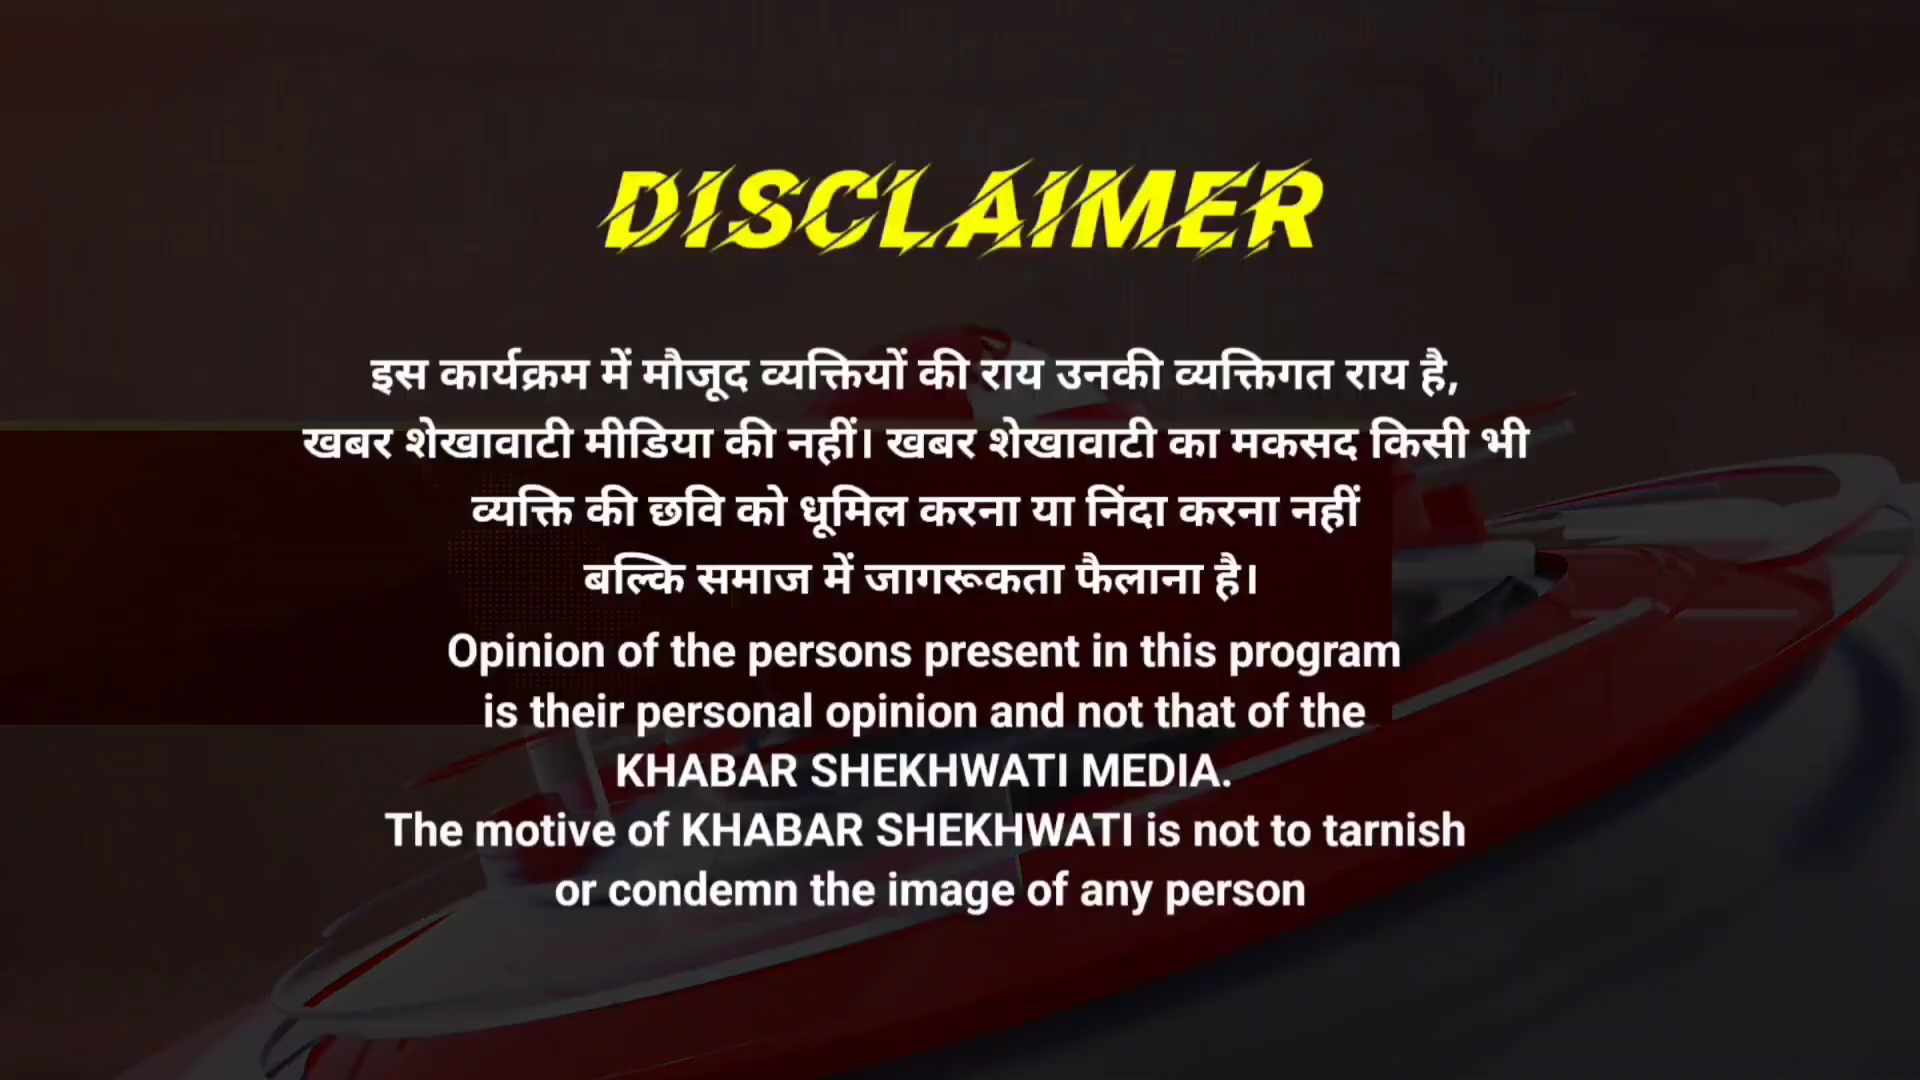 DISCLAIMER
इस कार्यक्रम में मौजूद व्यक्तियों की राय उनकी व्यक्तिगत राय है,
खबर शेखावाटी मीडिया की नहीं। खबर शेखावाटी का मकसद किसी भी
व्यक्ति की छवि को धूमिल करना या निंदा करना नहीं
बल्कि समाज में जागरूकता फैलाना है।
Opinion of the persons present in this program
is their personal opinion and not that of the
KHABAR SHEKHWATI MEDIA.
The motive of KHABAR SHEKHWATI is not to tarnish
or condemn the image of any person